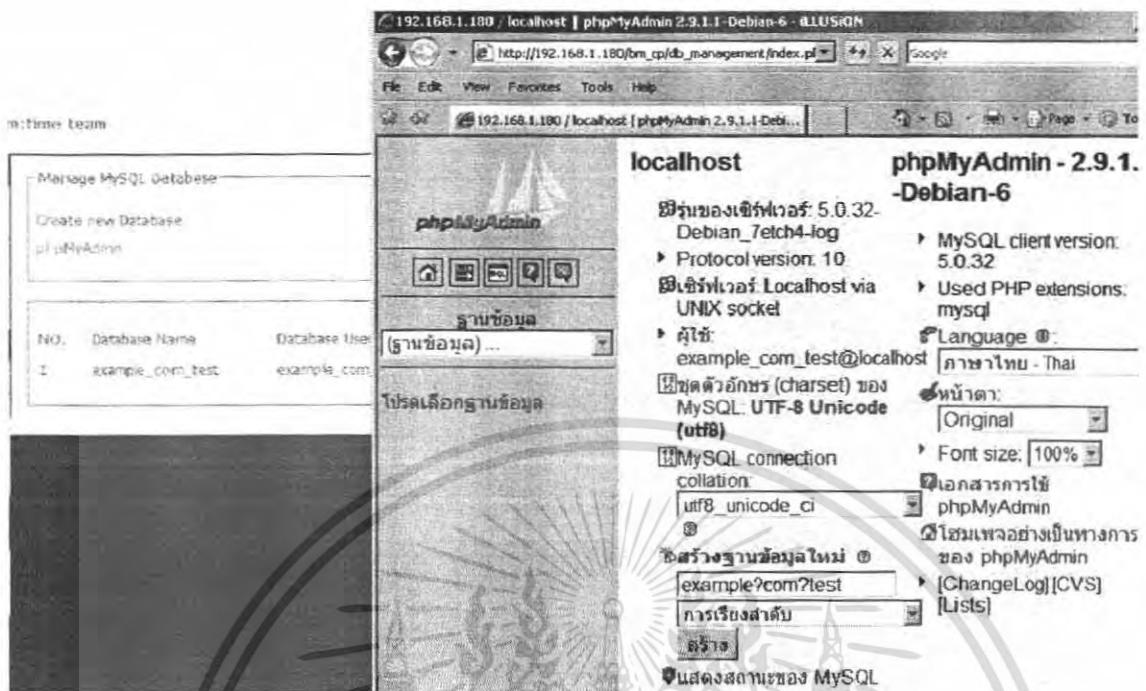 m:time team
Manage MySQL Database
Create new Database
phpMyAdmin
NO. Database Name Database User
1 example_com_test example_com_
192.168.1.180 / localhost | phpMyAdmin 2.9.1.1-Debian-6 - iLLUSiON
http://192.168.1.180/bm_cp/db_management/index.p
Google
File Edit View Favorites Tools Help
192.168.1.180 / localhost | phpMyAdmin 2.9.1.1-Debi...
Page To
phpMyAdmin
SQL
ฐานข้อมูล
(ฐานข้อมูล) ...
โปรดเลือกฐานข้อมูล
localhost
รุ่นของเซิร์ฟเวอร์: 5.0.32-
Debian_7etch4-log
Protocol version: 10
เซิร์ฟเวอร์: Localhost via
UNIX socket
ผู้ใช้:
example_com_test@localhost
ชุดตัวอักษร (charset) ของ
MySQL: UTF-8 Unicode
(utf8)
MySQL connection
collation:
utf8_unicode_ci
สร้างฐานข้อมูลใหม่
example?com?test
การเรียงลำดับ
สร้าง
แสดงสถานะของ MySQL
phpMyAdmin - 2.9.1.
-Debian-6
MySQL client version:
5.0.32
Used PHP extensions:
mysql
Language :
ภาษาไทย - Thai
หน้าตา:
Original
Font size: 100%
เอกสารการใช้
phpMyAdmin
โฮมเพจอย่างเป็นทางการ
ของ phpMyAdmin
[ChangeLog] [CVS]
[Lists]